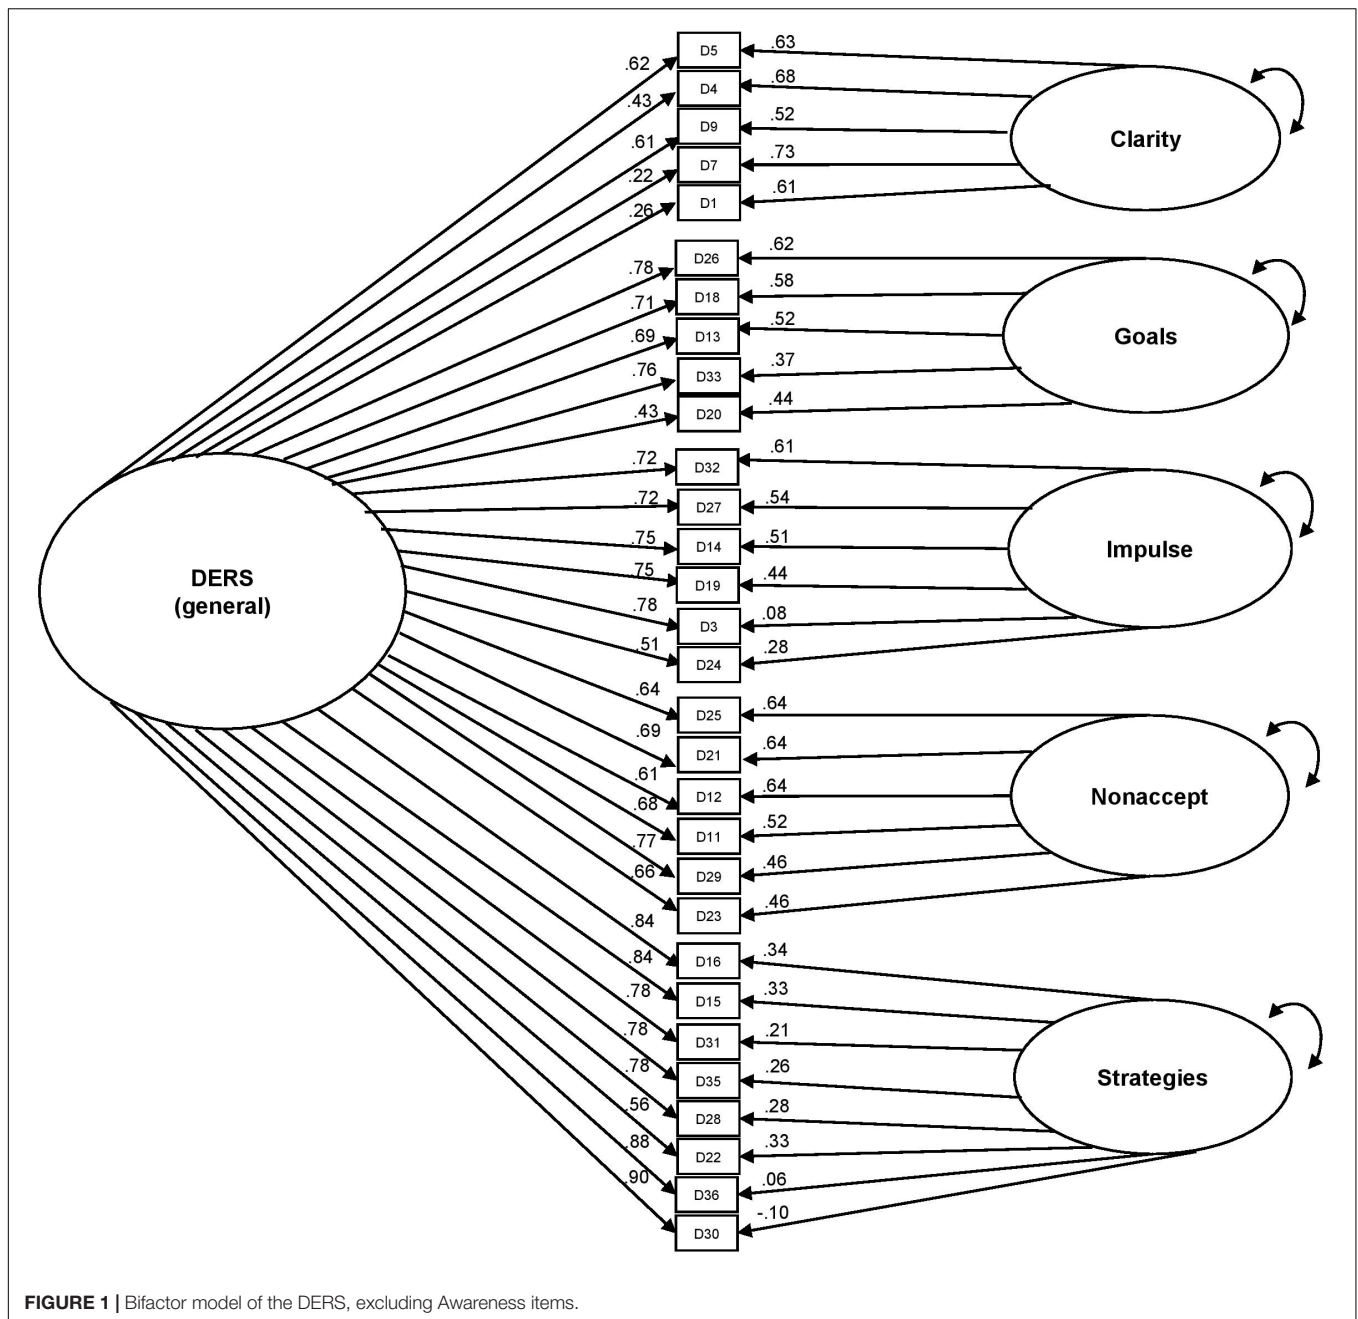 .62 D5 .63
.43 D4 .68
.61 D9 .52
.22 D7 .73
.26 D1 .61
Clarity
.78 D26 .62
.71 D18 .58
.69 D13 .52
.76 D33 .37
.43 D20 .44
Goals
.72 D32 .61
.72 D27 .54
.75 D14 .51
.75 D19 .44
.78 D3 .08
.51 D24 .28
Impulse
DERS
(general)
.64 D25 .64
.69 D21 .64
.61 D12 .64
.68 D11 .52
.77 D29 .46
.66 D23 .46
Nonaccept
.84 D16 .34
.84 D15 .33
.78 D31 .21
.78 D35 .26
.78 D28 .28
.56 D22 .33
.88 D36 .06
.90 D30 -.10
Strategies
FIGURE 1 | Bifactor model of the DERS, excluding Awareness items.